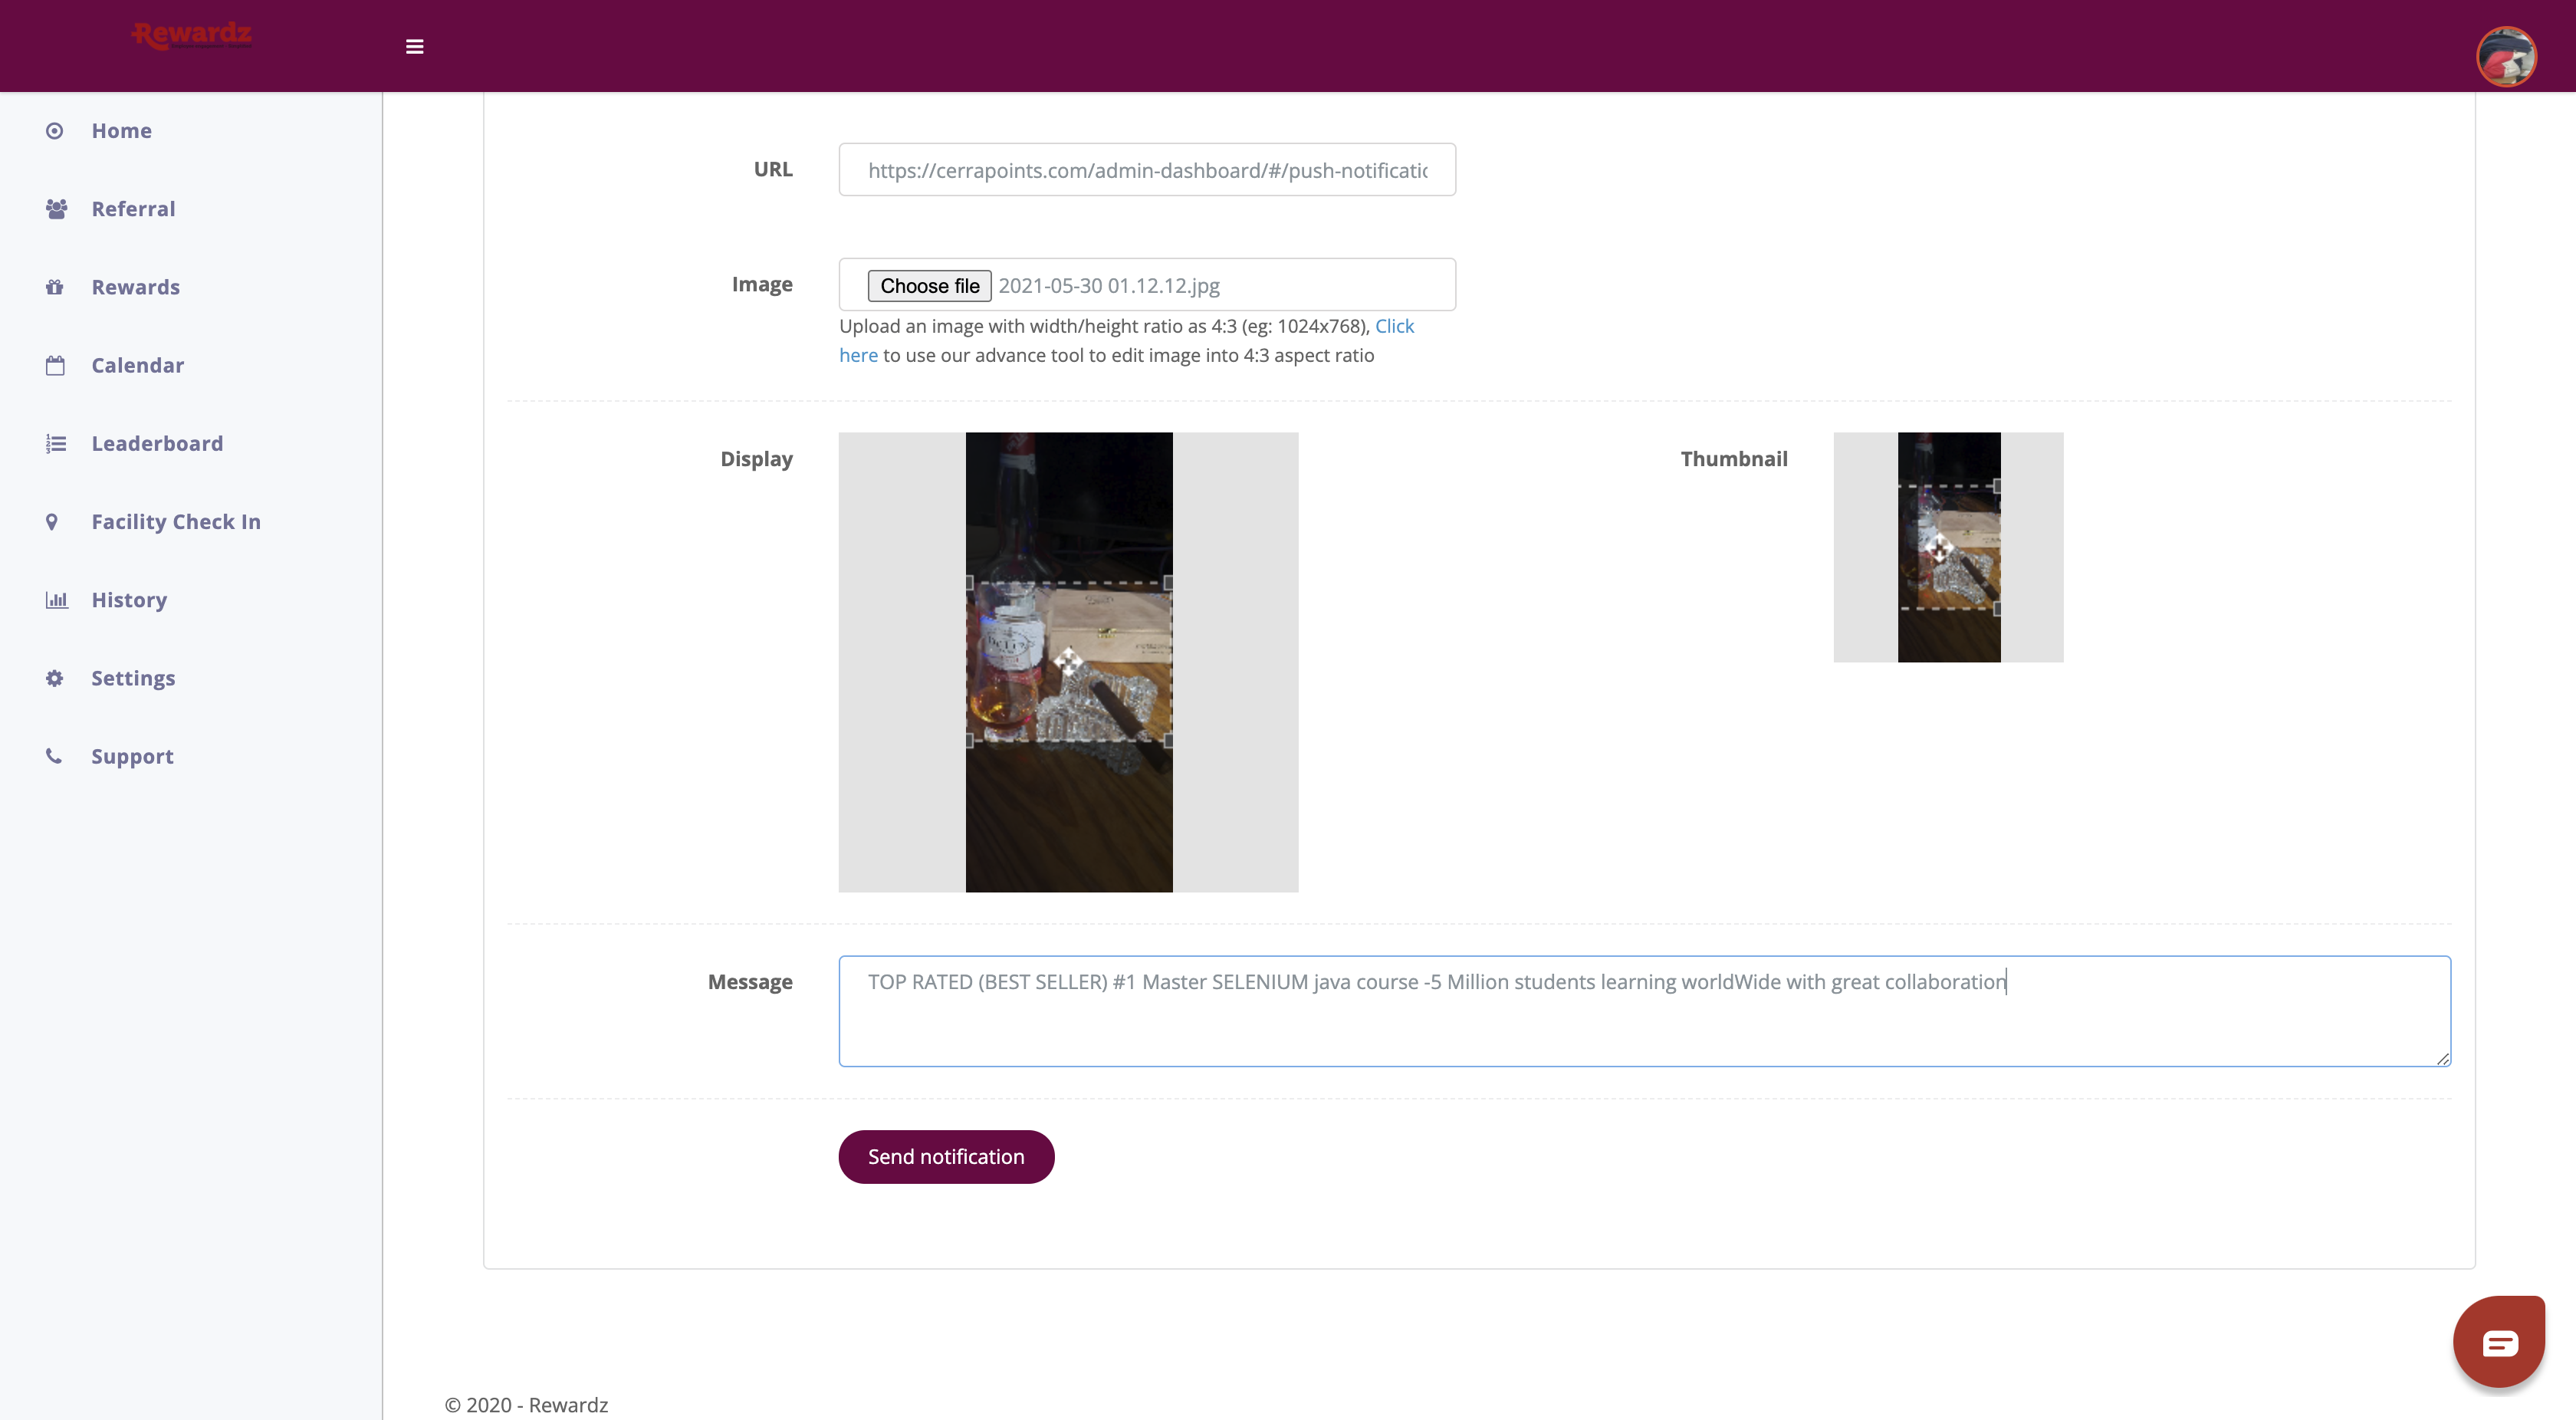 Rewardz
Home
Referral
Rewards
Calendar
Leaderboard
Facility Check In
History
Settings
Support
URL
https://cerrapoints.com/admin-dashboard/#/push-notificatic
Image
Choose file 2021-05-30 01.12.12.jpg
Upload an image with width/height ratio as 4:3 (eg: 1024x768), Click
here to use our advance tool to edit image into 4:3 aspect ratio
Display
Thumbnail
Message
TOP RATED (BEST SELLER) #1 Master SELENIUM java course -5 Million students learning worldWide with great collaboration
Send notification
© 2020 - Rewardz